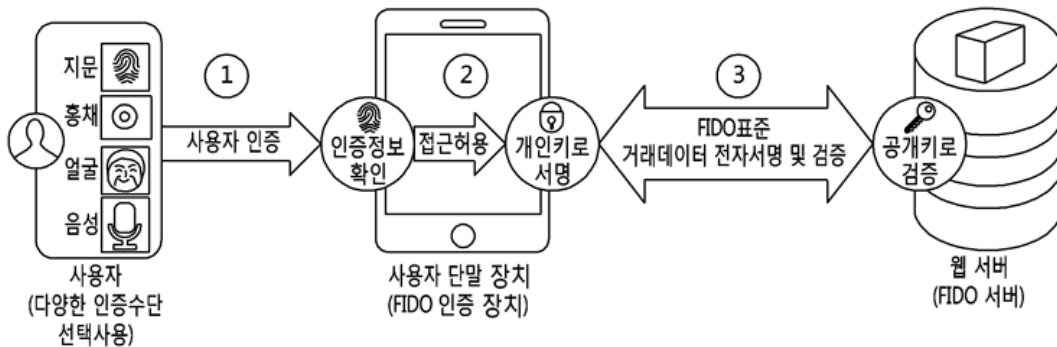 지문
홍채
얼굴
음성
사용자
(다양한 인증수단
선택사용)
1
사용자 인증
인증정보
확인
2
접근허용
개인키로
서명
사용자 단말 장치
(FIDO 인증 장치)
3
FIDO표준
거래데이터 전자서명 및 검증
공개키로
검증
웹 서버
(FIDO 서버)